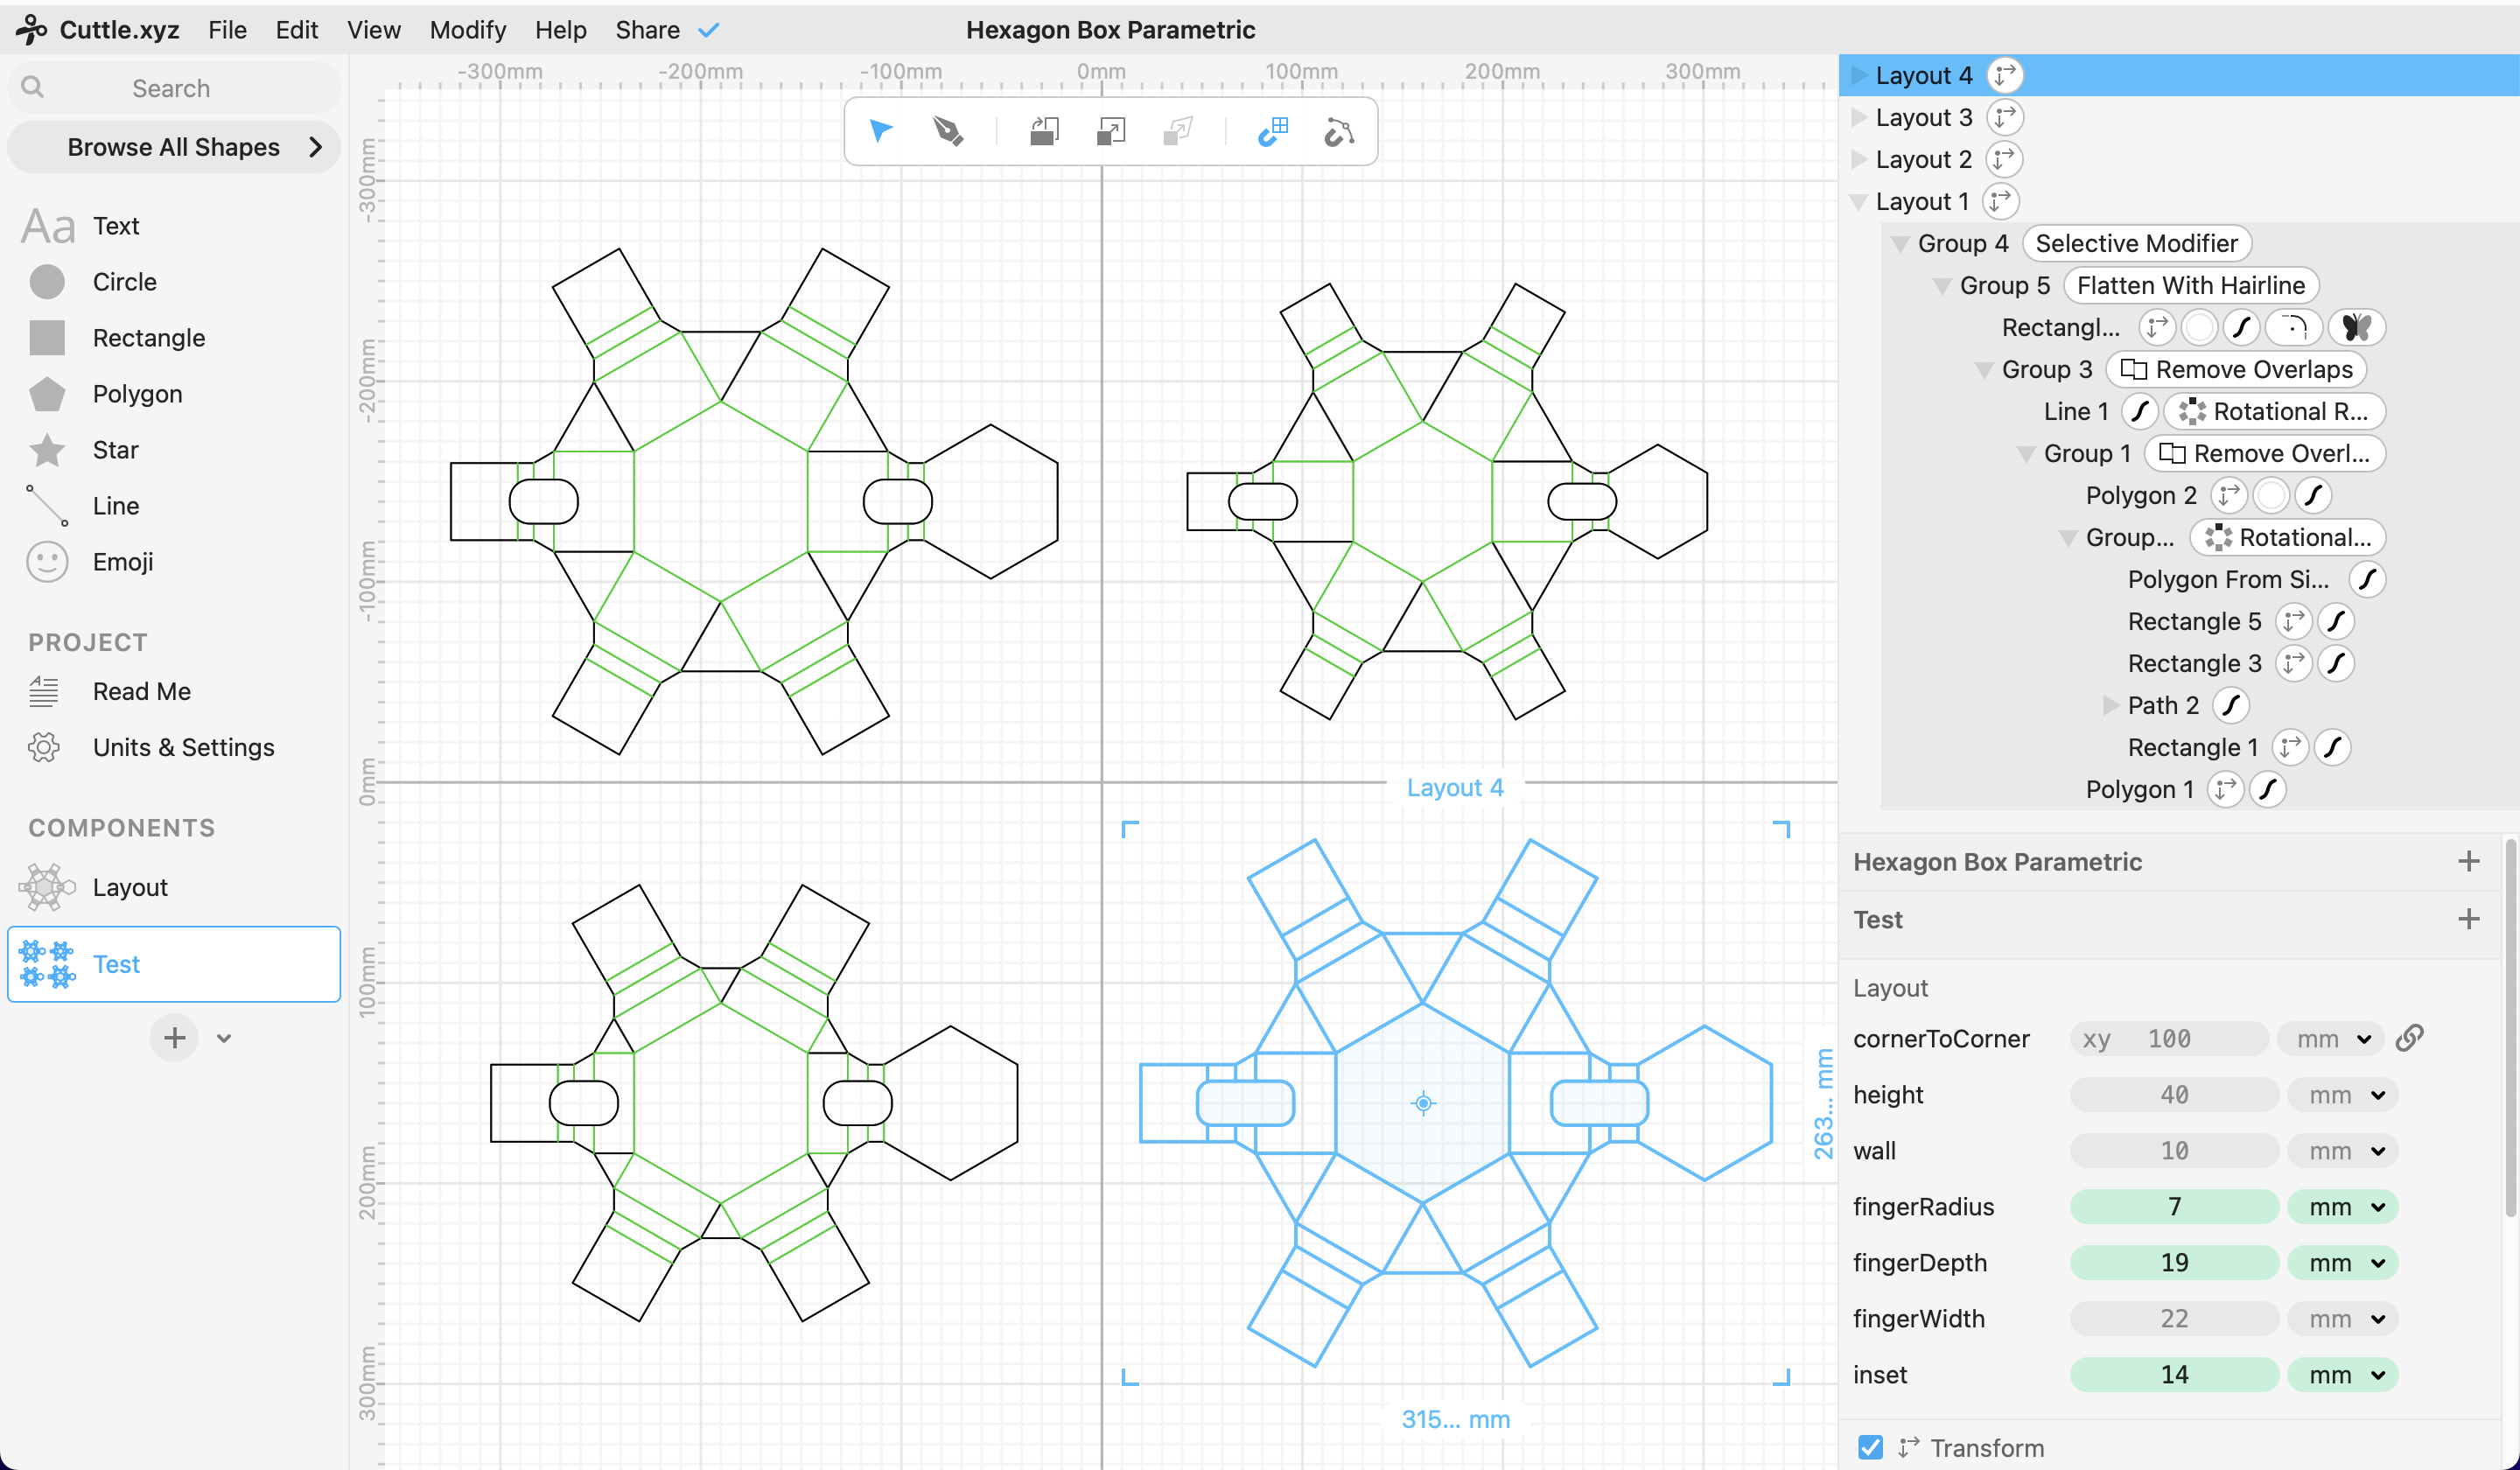 Cuttle.xyz File Edit View Modify Help Share Hexagon Box Parametric
Search
Browse All Shapes
Aa Text
Circle
Rectangle
Polygon
Star
Line
Emoji
PROJECT
Read Me
Units & Settings
COMPONENTS
Layout
Test
-300mm -200mm -100mm 0mm 100mm 200mm 300mm
-300mm
-200mm
-100mm
0mm
100mm
200mm
300mm
Layout 4
263... mm
315... mm
Layout 4
Layout 3
Layout 2
Layout 1
Group 4 Selective Modifier
Group 5 Flatten With Hairline
Rectangl...
Group 3 Remove Overlaps
Line 1 Rotational R...
Group 1 Remove Overl...
Polygon 2
Group... Rotational...
Polygon From Si...
Rectangle 5
Rectangle 3
Path 2
Rectangle 1
Polygon 1
Hexagon Box Parametric
Test
Layout
cornerToCorner xy 100 mm
height 40 mm
wall 10 mm
fingerRadius 7 mm
fingerDepth 19 mm
fingerWidth 22 mm
inset 14 mm
Transform